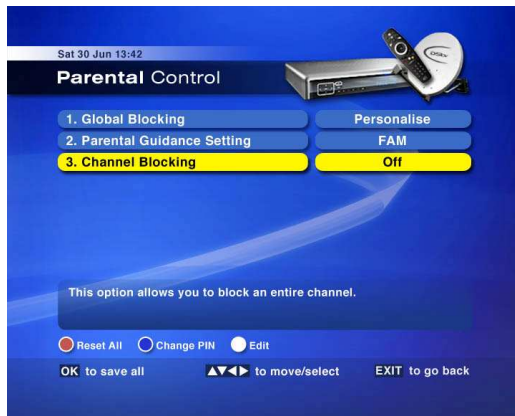 Sat 30 Jun 13:42
Parental Control
1. Global Blocking Personalise
2. Parental Guidance Setting FAM
3. Channel Blocking Off
This option allows you to block an entire channel.
Reset All Change PIN Edit
OK to save all ▲▼◀▶ to move/select EXIT to go back